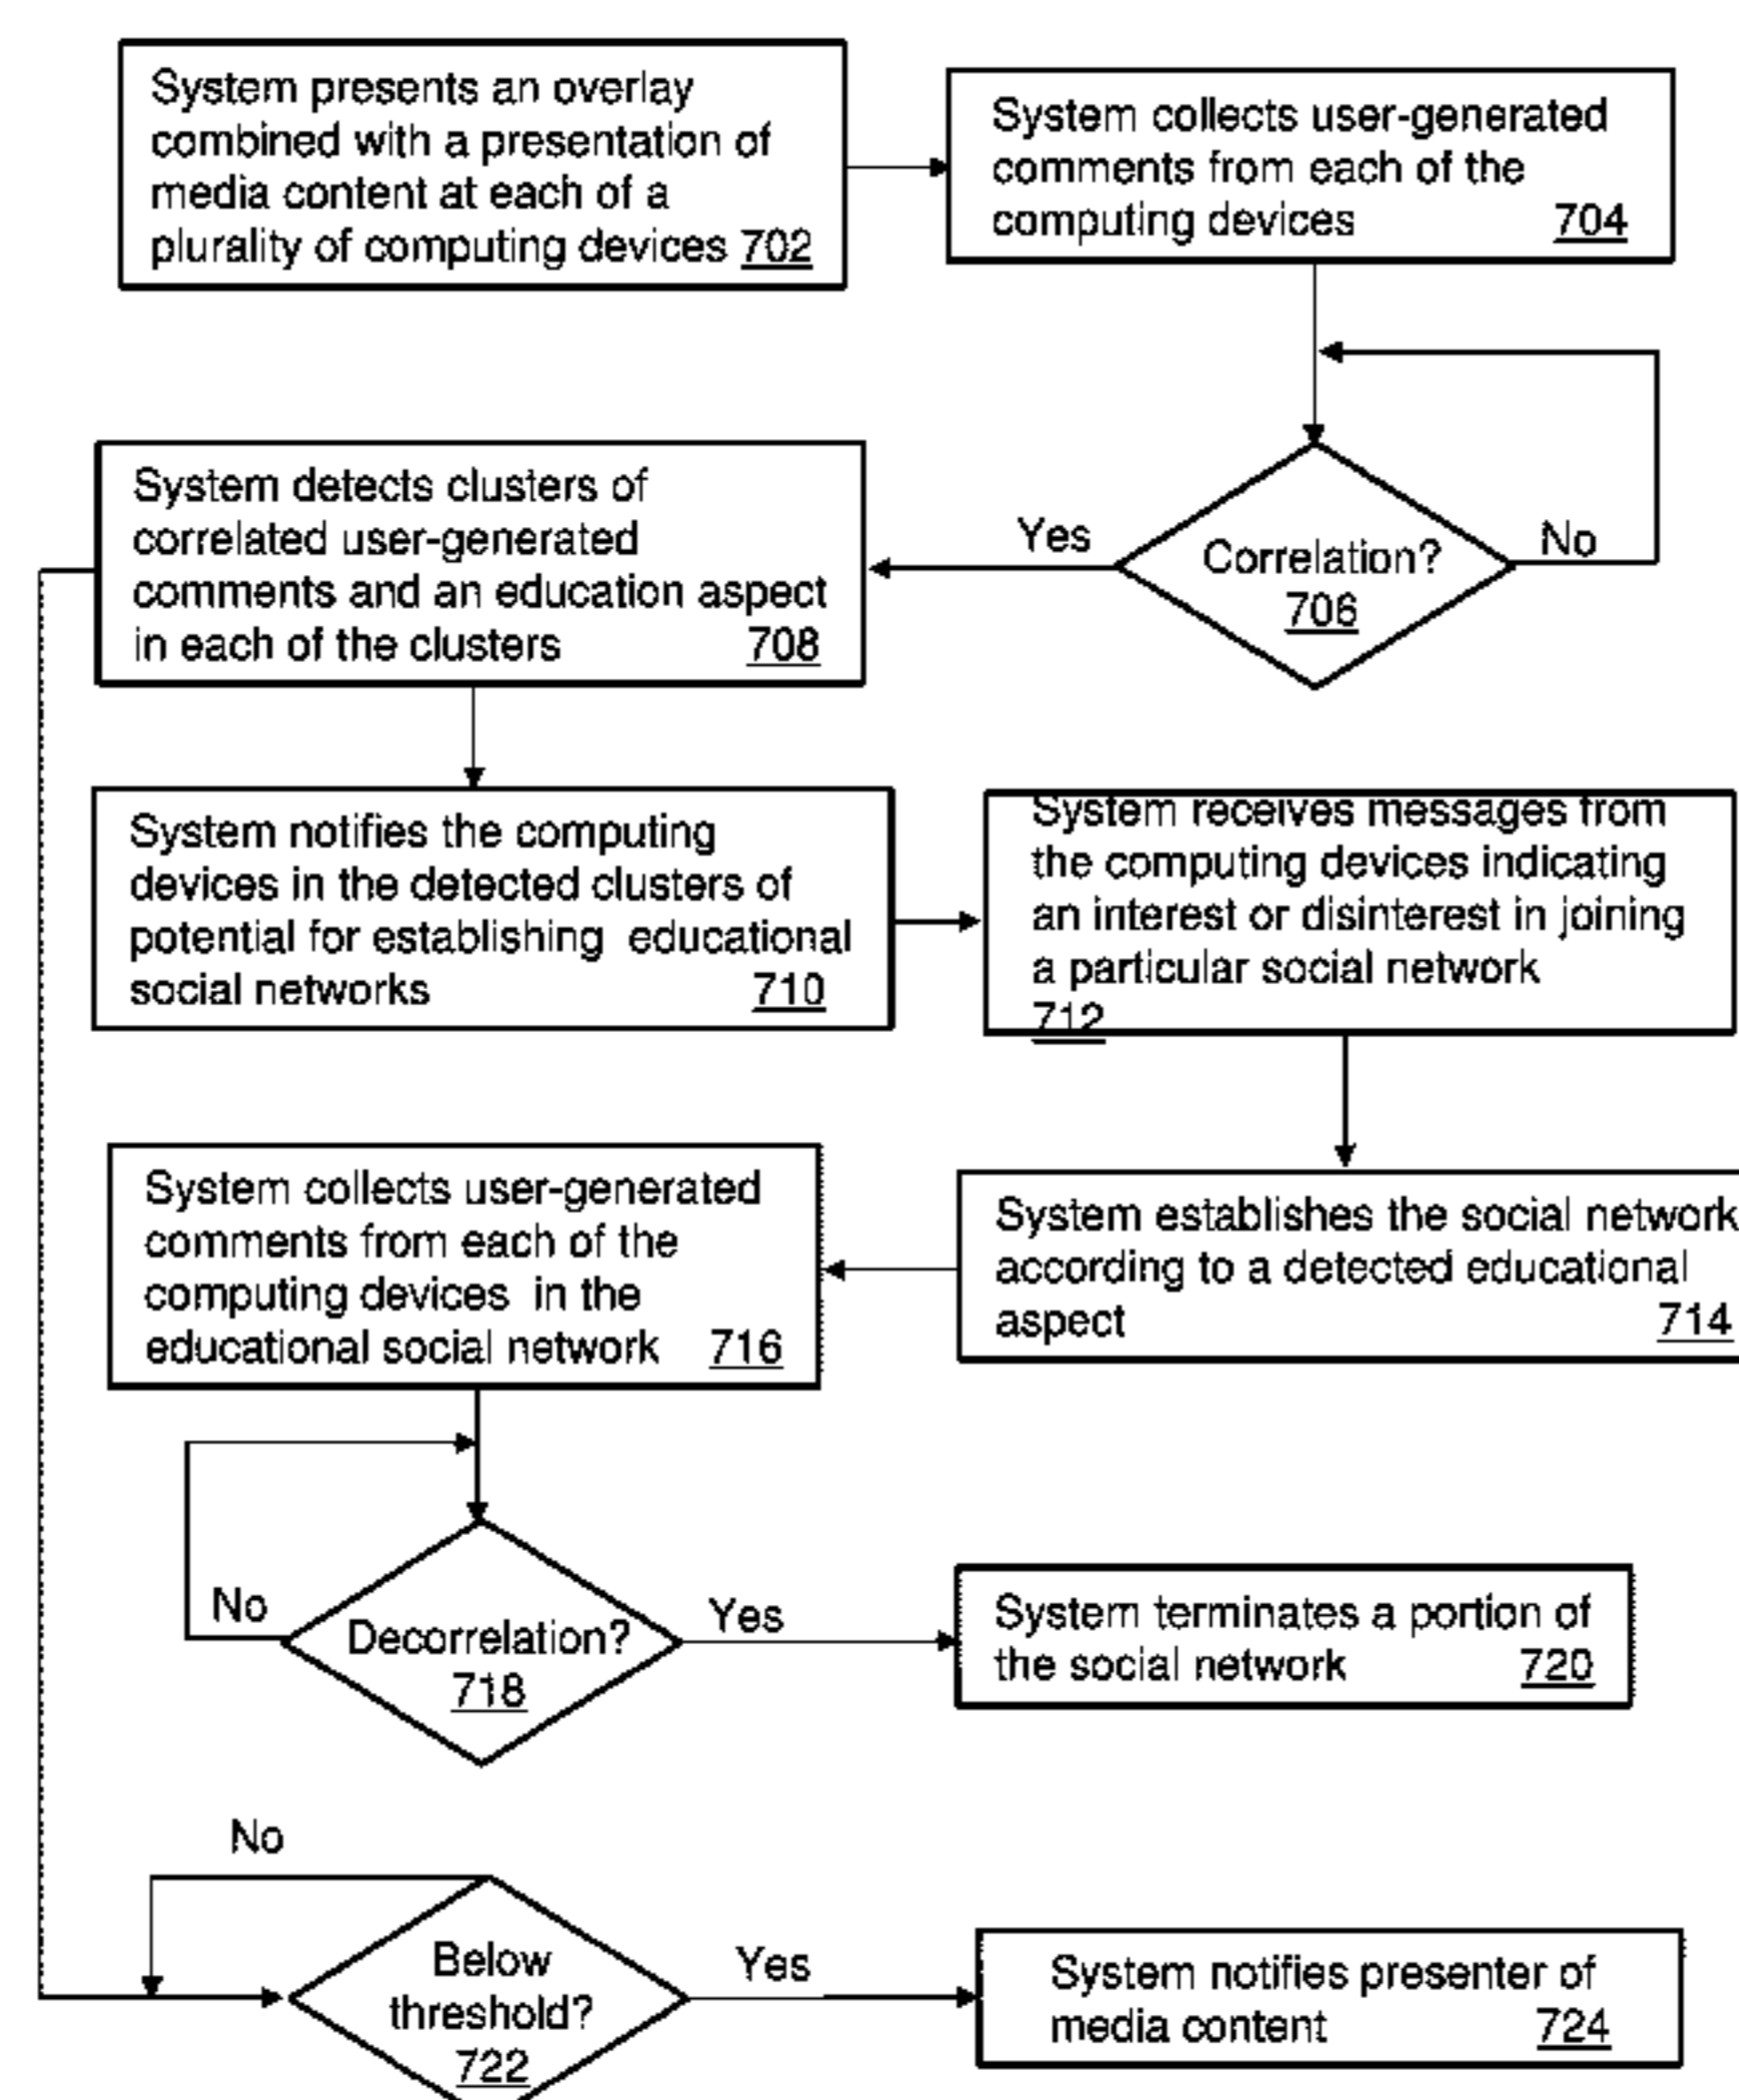 System presents an overlay
combined with a presentation of
media content at each of a
plurality of computing devices 702
System collects user-generated
comments from each of the
computing devices 704
Correlation?
706
Yes
No
System detects clusters of
correlated user-generated
comments and an education aspect
in each of the clusters 708
System notifies the computing
devices in the detected clusters of
potential for establishing educational
social networks 710
System receives messages from
the computing devices indicating
an interest or disinterest in joining
a particular social network
712
System establishes the social network
according to a detected educational
aspect 714
System collects user-generated
comments from each of the
computing devices in the
educational social network 716
No
Decorrelation?
718
Yes
System terminates a portion of
the social network 720
No
Below
threshold?
722
Yes
System notifies presenter of
media content 724